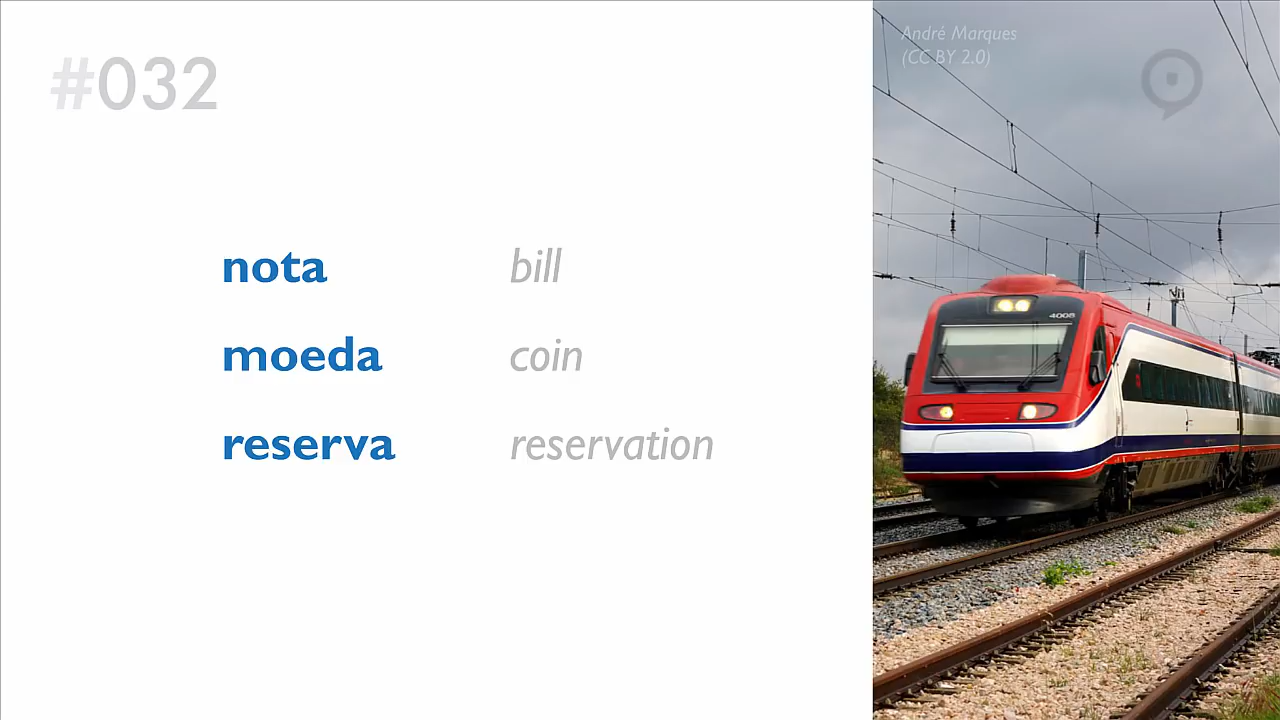 #032
nota bill
moeda coin
reserva reservation
André Marques
(CC BY 2.0)
4008